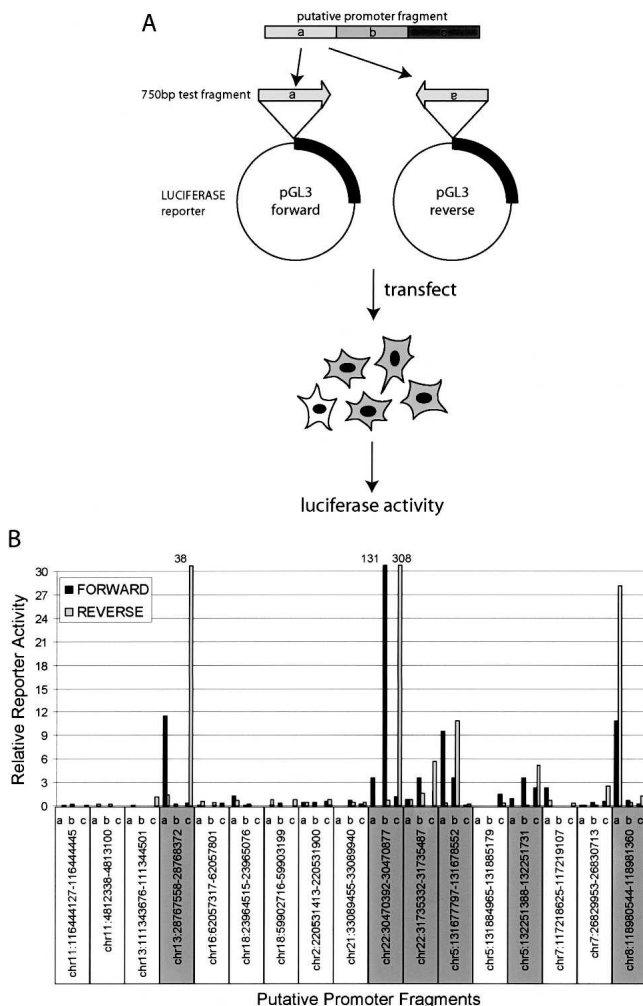 A
putative promoter fragment
a b
750bp test fragment
a a
LUCIFERASE
reporter
pGL3
forward
pGL3
reverse
transfect
luciferase activity
B
38 131 308
Relative Reporter Activity
30
27
24
21
18
15
12
9
6
3
0
FORWARD
REVERSE
a b c a b c a b c a b c a b c a b c a b c a b c a b c a b c a b c a b c a b c a b c a b c a b c a b c
chr11:116444127-116444445
chr11:4812338-4813100
chr13:111343676-111344501
chr13:28767558-28768372
chr16:62057317-62057801
chr18:23964515-23965076
chr18:59902716-59903199
chr2:220531413-220531900
chr21:33089455-33089940
chr22:30470392-30470877
chr22:31735332-31735487
chr5:131677797-131678552
chr5:131884965-131885179
chr5:132251388-132251731
chr7:117218625-117219107
chr7:26829953-26830713
chr8:118980544-118981360
Putative Promoter Fragments